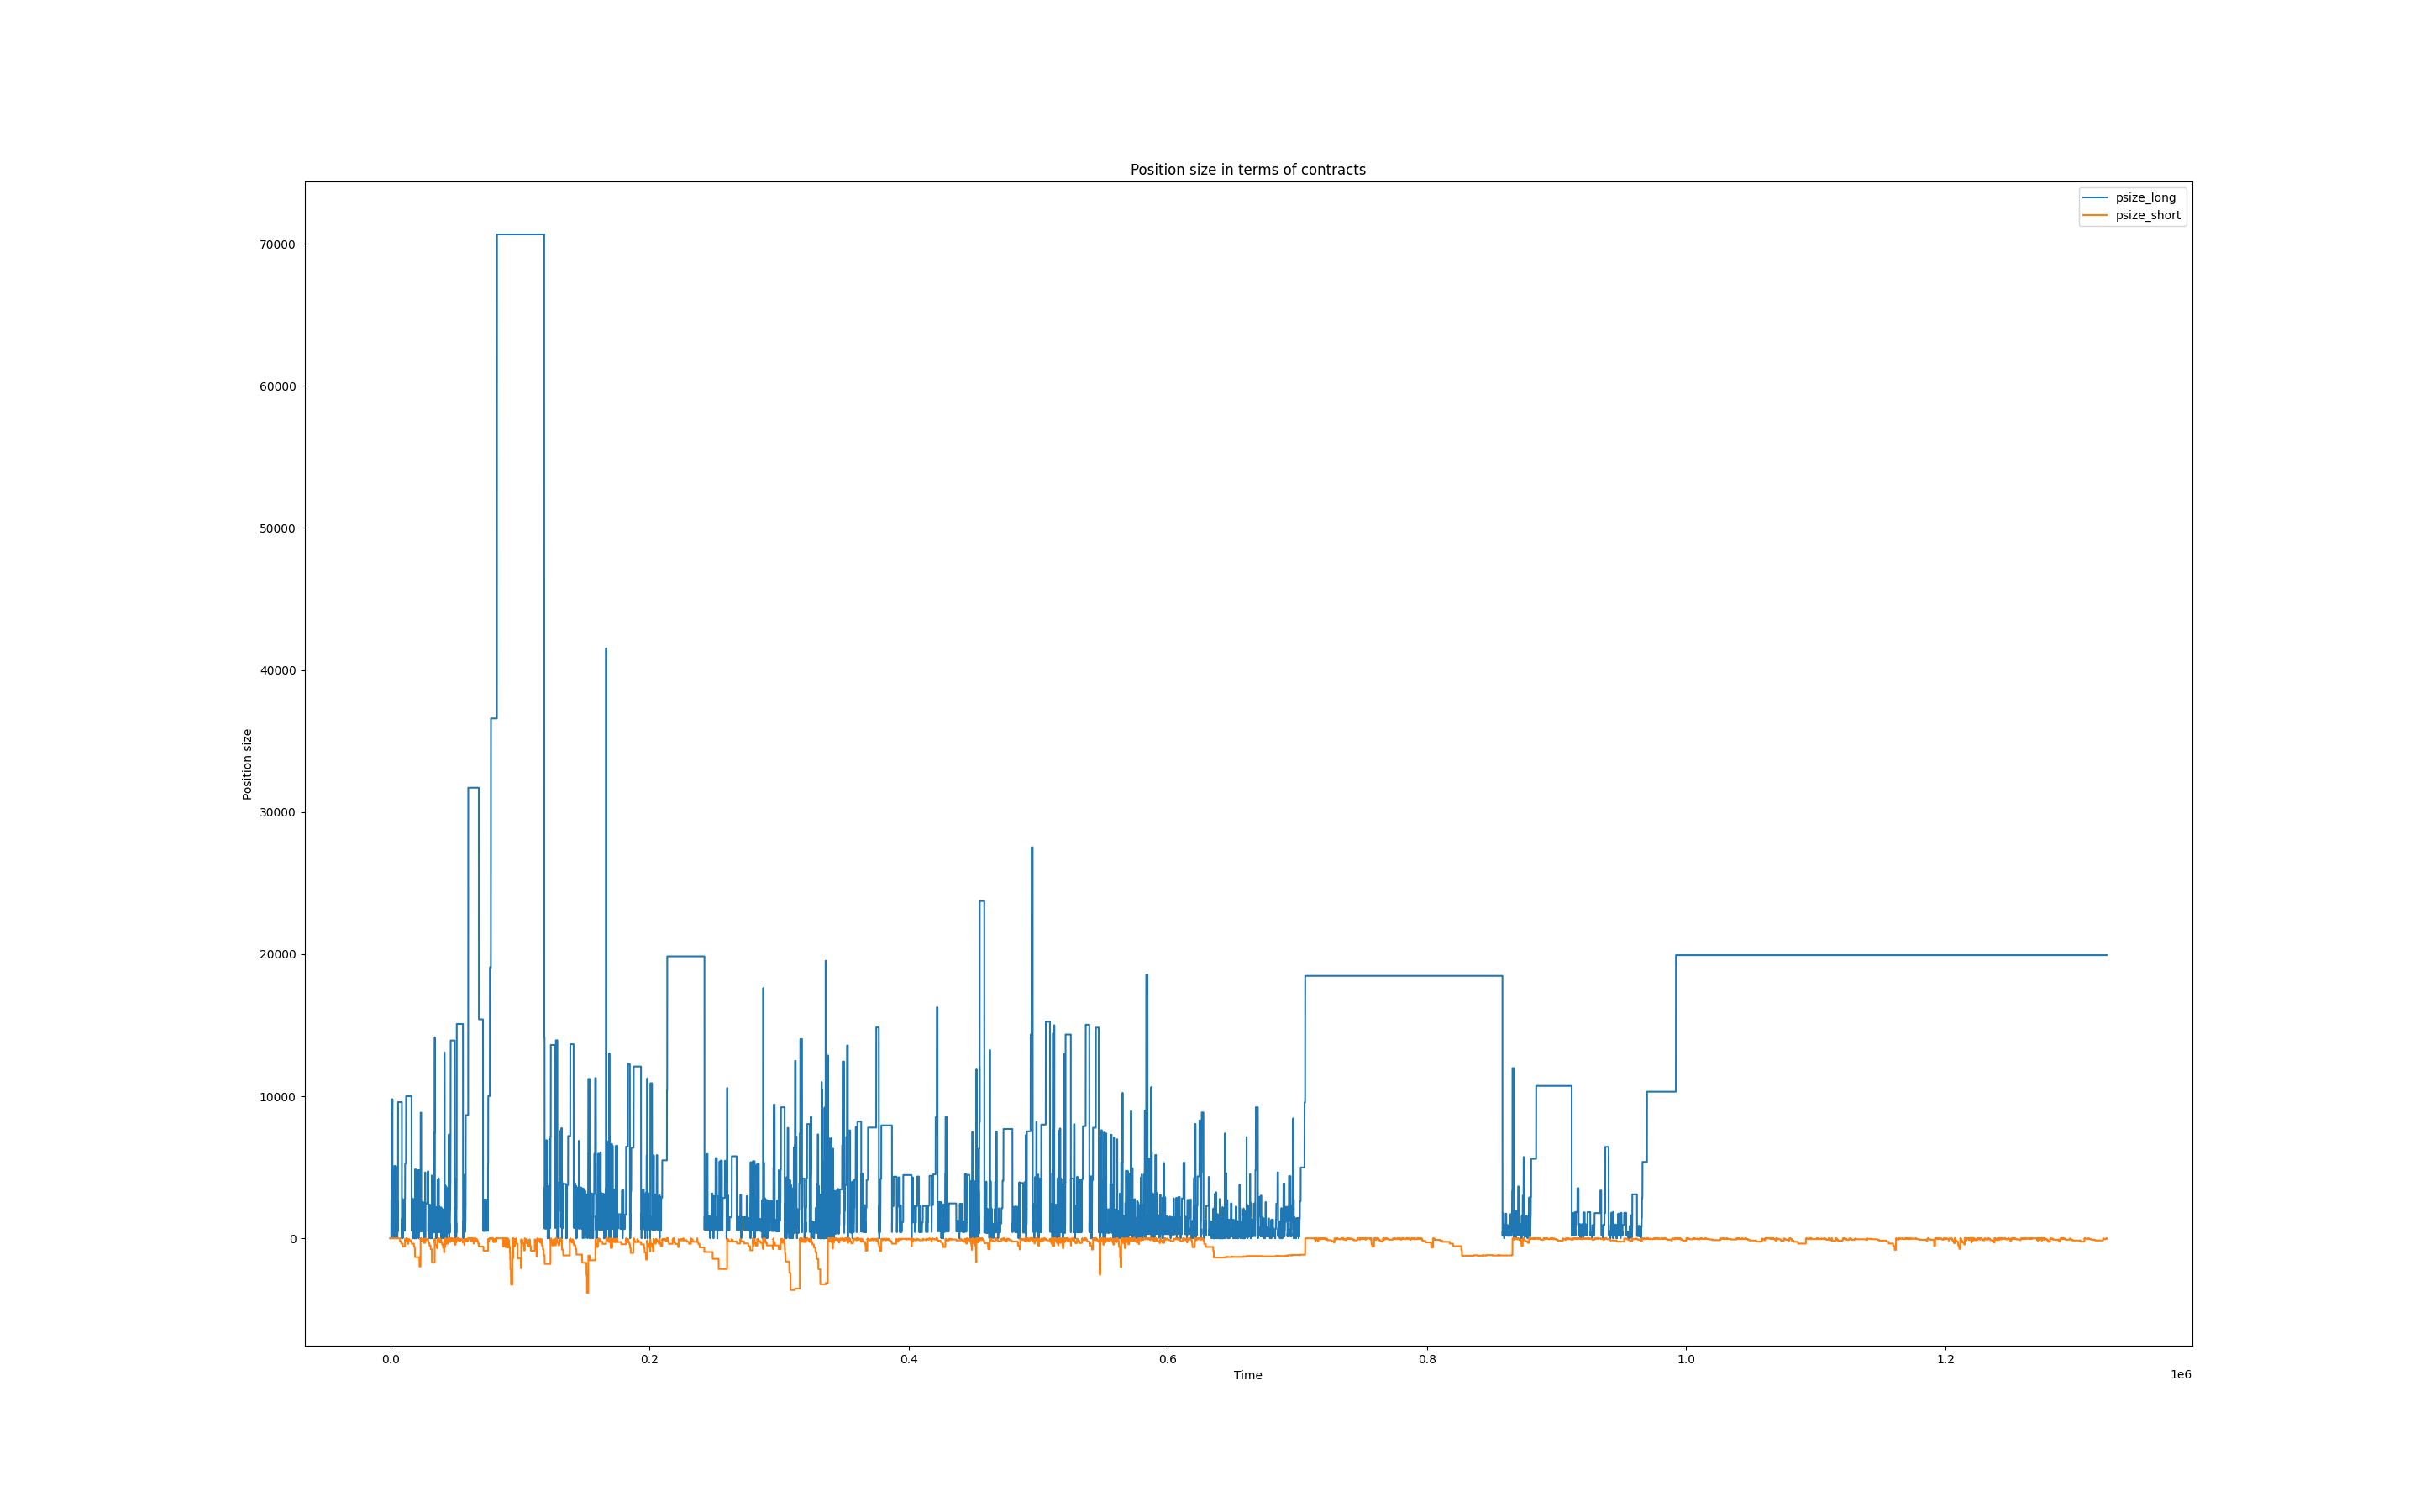 Position size in terms of contracts
psize_long
psize_short
70000
60000
50000
40000
30000
20000
10000
0
Position size
0.0
0.2
0.4
0.6
0.8
1.0
1.2
Time
1e6